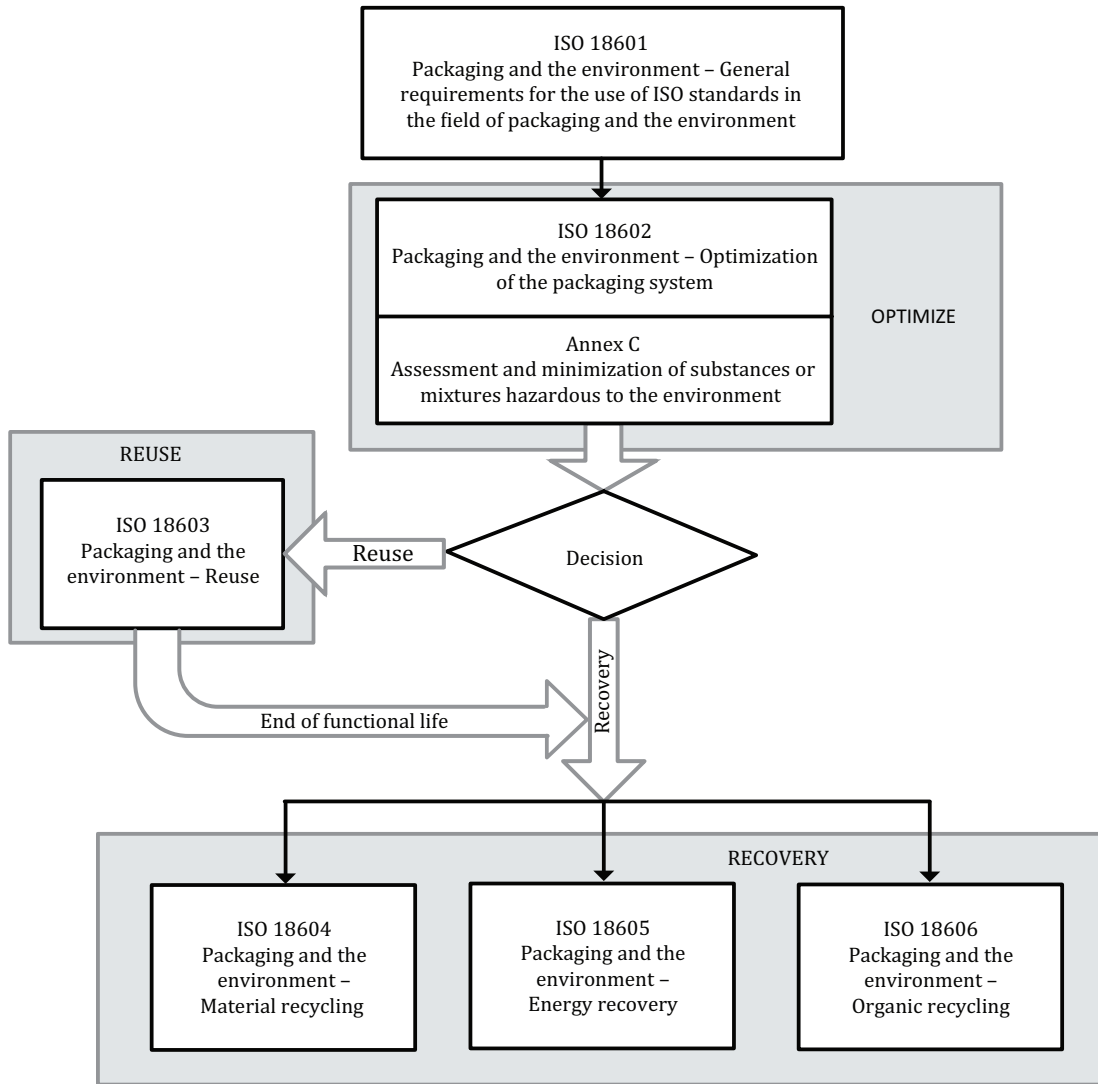 ISO 18601
Packaging and the environment – General
requirements for the use of ISO standards in
the field of packaging and the environment
ISO 18602
Packaging and the environment – Optimization
of the packaging system
OPTIMIZE
Annex C
Assessment and minimization of substances or
mixtures hazardous to the environment
REUSE
ISO 18603
Packaging and the
environment – Reuse
Reuse
Decision
Recovery
End of functional life
RECOVERY
ISO 18604
Packaging and the
environment –
Material recycling
ISO 18605
Packaging and the
environment –
Energy recovery
ISO 18606
Packaging and the
environment –
Organic recycling